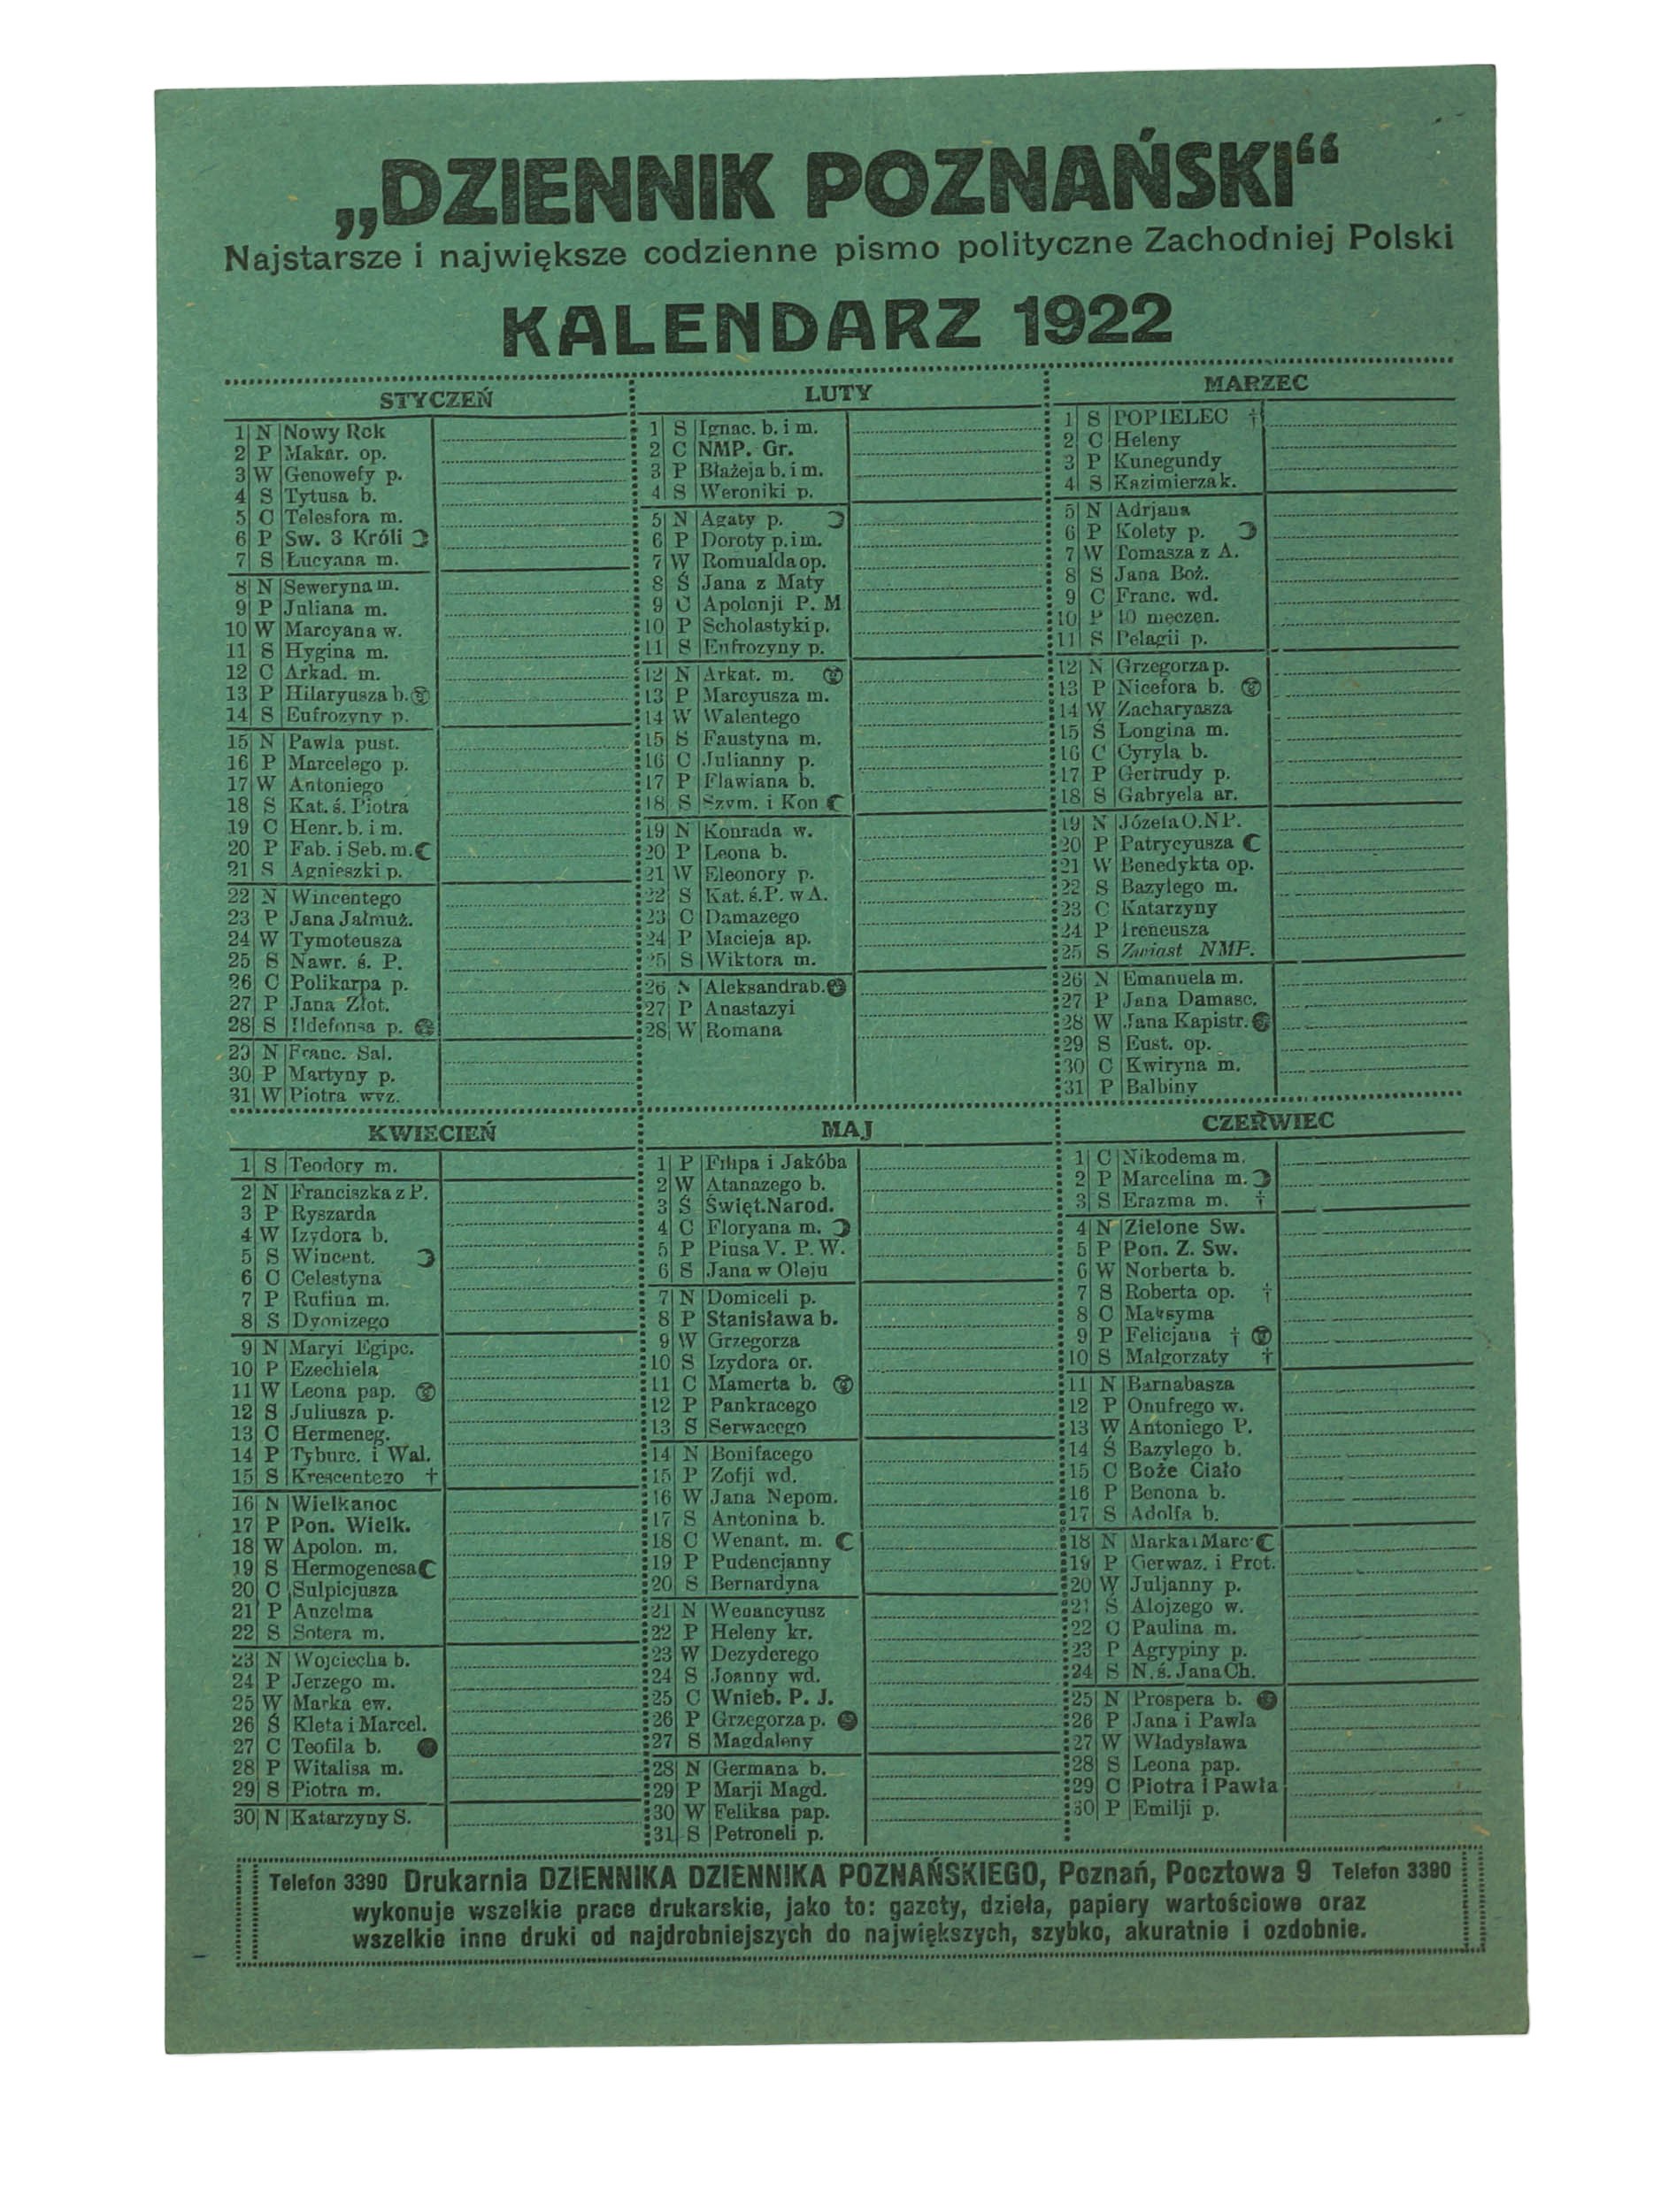 „DZIENNIK POZNAŃSKI“
Najstarsze i największe codzienne pismo polityczne Zachodniej Polski
KALENDARZ 1922
STYCZEŃ
1 N Nowy Rok
2 P Makar. op.
3 W Genowefy p.
4 S Tytusa b.
5 C Telesfora m.
6 P Sw. 3 Króli
7 S Łucyana m.
8 N Seweryna m.
9 P Juliana m.
10 W Marcyana w.
11 S Hygina m.
12 C Arkad. m.
13 P Hilaryusza b.
14 S Eufrozyny p.
15 N Pawła pust.
16 P Marcelego p.
17 W Antoniego
18 S Kat. ś. Piotra
19 C Henr. b. i m.
20 P Fab. i Seb. m.
21 S Agnieszki p.
22 N Wincentego
23 P Jana Jałmuż.
24 W Tymoteusza
25 S Nawr. ś. P.
26 C Polikarpa p.
27 P Jana Złot.
28 S Ildefonsa p.
29 N Franc. Sal.
30 P Martyny p.
31 W Piotra wyz.
LUTY
1 S Ignac. b. i m.
2 C NMP. Gr.
3 P Błażeja b. i m.
4 S Weroniki p.
5 N Agaty p.
6 P Doroty p. i m.
7 W Romualda op.
8 Ś Jana z Maty
9 C Apolonji P. M
10 P Scholastyki p.
11 S Eufrozyny p.
12 N Arkat. m.
13 P Marcyusza m.
14 W Walentego
15 S Faustyna m.
16 C Julianny p.
17 P Flawiana b.
18 S Szym. i Kon
19 N Konrada w.
20 P Leona b.
21 W Eleonory p.
22 S Kat. ś. P. w A.
23 C Damazego
24 P Macieja ap.
25 S Wiktora m.
26 N Aleksandra b.
27 P Anastazyi
28 W Romana
MARZEC
1 S POPIELEC †
2 C Heleny
3 P Kunegundy
4 S Kazimierza k.
5 N Adrjana
6 P Kolety p.
7 W Tomasza z A.
8 S Jana Boż.
9 C Franc. wd.
10 P 40 męczen.
11 S Pelagii p.
12 N Grzegorza p.
13 P Nicefora b.
14 W Zacharyasza
15 Ś Longina m.
16 C Cyryla b.
17 P Gertrudy p.
18 S Gabryela ar.
19 N Józefa O. N P.
20 P Patrycyusza
21 W Benedykta op.
22 S Bazylego m.
23 C Katarzyny
24 P Ireneusza
25 S Zwiast NMP.
26 N Emanuela m.
27 P Jana Damasc.
28 W Jana Kapistr.
29 S Eust. op.
30 C Kwiryna m.
31 P Balbiny
KWIECIEŃ
1 S Teodory m.
2 N Franciszka z P.
3 P Ryszarda
4 W Izydora b.
5 S Wincent.
6 C Celestyna
7 P Rufina m.
8 S Dyonizego
9 N Maryi Egipc.
10 P Ezechiela
11 W Leona pap.
12 S Juliusza p.
13 C Hermeneg.
14 P Tyburc. i Wal.
15 S Krescentego †
16 N Wielkanoc
17 P Pon. Wielk.
18 W Apolon. m.
19 S Hermogenesa
20 C Sulpicjusza
21 P Anzelma
22 S Sotera m.
23 N Wojciecha b.
24 P Jerzego m.
25 W Marka ew.
26 Ś Kleta i Marcel.
27 C Teofila b.
28 P Witalisa m.
29 S Piotra m.
30 N Katarzyny S.
MAJ
1 P Filipa i Jakóba
2 W Atanazego b.
3 Ś Święt. Narod.
4 C Floryana m.
5 P Piusa V. P. W.
6 S Jana w Oleju
7 N Domiceli p.
8 P Stanisława b.
9 W Grzegorza
10 S Izydora or.
11 C Mamerta b.
12 P Pankracego
13 S Serwacego
14 N Bonifacego
15 P Zofji wd.
16 W Jana Nepom.
17 S Antonina b.
18 C Wenant. m.
19 P Pudencjanny
20 S Bernardyna
21 N Wenancyusz
22 P Heleny kr.
23 W Dezyderego
24 S Joanny wd.
25 C Wnieb. P. J.
26 P Grzegorza p.
27 S Magdaleny
28 N Germana b.
29 P Marji Magd.
30 W Feliksa pap.
31 S Petroneli p.
CZERWIEC
1 C Nikodema m.
2 P Marcelina m.
3 S Erazma m. †
4 N Zielone Sw.
5 P Pon. Z. Sw.
6 W Norberta b.
7 S Roberta op. †
8 C Maksyma
9 P Felicjana †
10 S Małgorzaty †
11 N Barnabasza
12 P Onufrego w.
13 W Antoniego P.
14 Ś Bazylego b.
15 C Boże Ciało
16 P Benona b.
17 S Adolfa b.
18 N Marka i Marc
19 P Gerwaz. i Prot.
20 W Juljanny p.
21 Ś Alojzego w.
22 C Paulina m.
23 P Agrypiny p.
24 S N. ś. Jana Ch.
25 N Prospera b.
26 P Jana i Pawła
27 W Władysława
28 S Leona pap.
29 C Piotra i Pawła
30 P Emilji p.
Telefon 3390 Drukarnia DZIENNIKA DZIENNIKA POZNAŃSKIEGO, Poznań, Pocztowa 9 Telefon 3390
wykonuje wszelkie prace drukarskie, jako to: gazety, dzieła, papiery wartościowe oraz
wszelkie inne druki od najdrobniejszych do największych, szybko, akuratnie i ozdobnie.